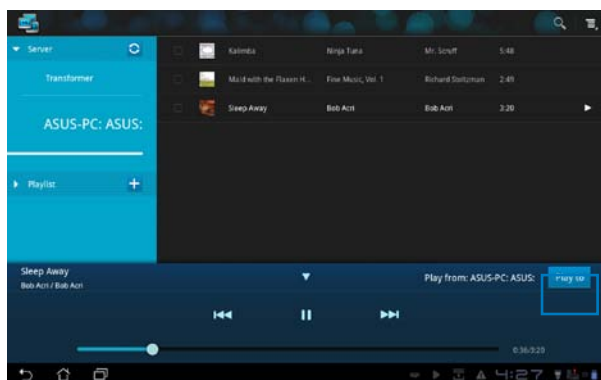 Server
Transformer
ASUS-PC: ASUS:
Playlist
Kalimba Ninja Tuna Mr. Scruff 5:48
Maid with the Flaxen H... Fine Music, Vol. 1 Richard Stoltzman 2:49
Sleep Away Bob Acri Bob Acri 3:20
Sleep Away
Bob Acri / Bob Acri
Play from: ASUS-PC: ASUS: Play to
0:36/3:20
4:27